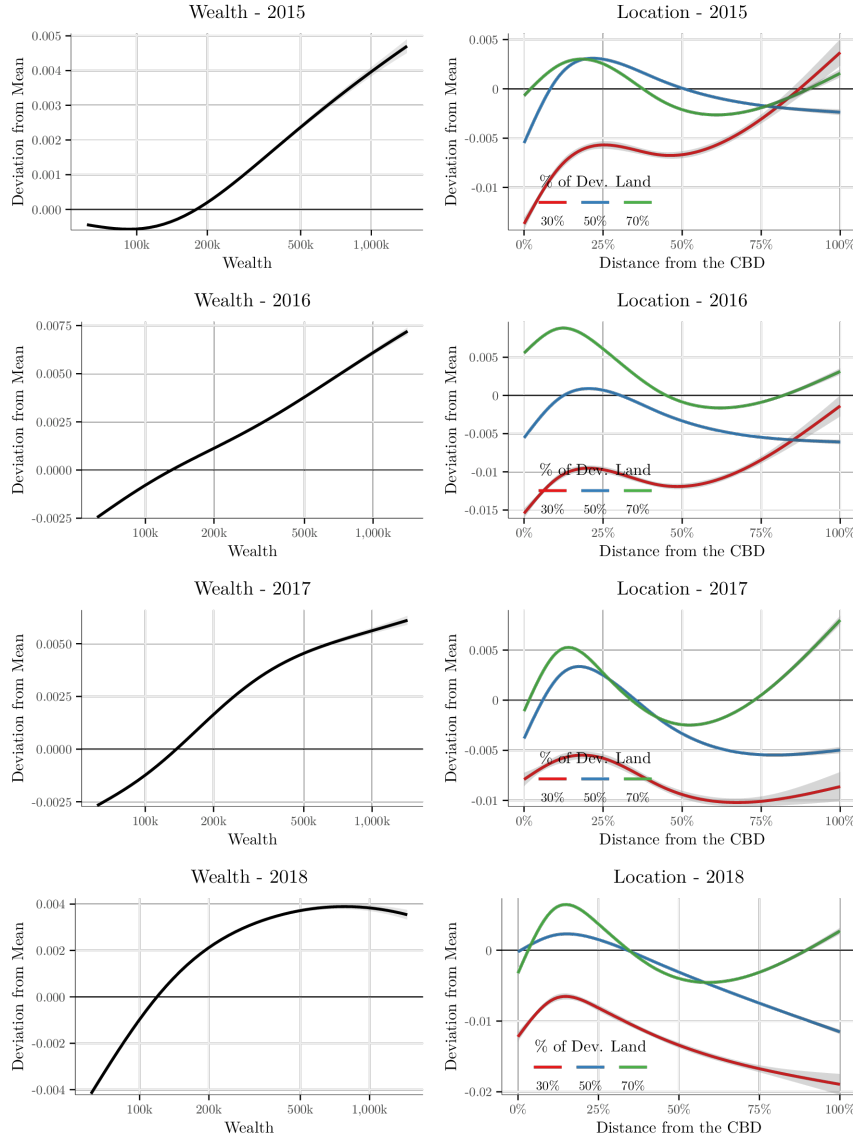 Wealth - 2015
Location - 2015
0.005
0.004
0.003
0.002
0.001
0.000
Deviation from Mean
100k 200k 500k 1,000k
Wealth
0.005
0
-0.005
-0.01
Deviation from Mean
% of Dev. Land
30% 50% 70%
0% 25% 50% 75% 100%
Distance from the CBD
Wealth - 2016
Location - 2016
0.0075
0.0050
0.0025
0.0000
-0.0025
Deviation from Mean
100k 200k 500k 1,000k
Wealth
0.005
0
-0.005
-0.01
-0.015
Deviation from Mean
% of Dev. Land
30% 50% 70%
0% 25% 50% 75% 100%
Distance from the CBD
Wealth - 2017
Location - 2017
0.0050
0.0025
0.0000
-0.0025
Deviation from Mean
100k 200k 500k 1,000k
Wealth
0.005
0
-0.005
-0.01
Deviation from Mean
% of Dev. Land
30% 50% 70%
0% 25% 50% 75% 100%
Distance from the CBD
Wealth - 2018
Location - 2018
0.004
0.002
0.000
-0.002
-0.004
Deviation from Mean
100k 200k 500k 1,000k
Wealth
0
-0.01
-0.02
Deviation from Mean
% of Dev. Land
30% 50% 70%
0% 25% 50% 75% 100%
Distance from the CBD